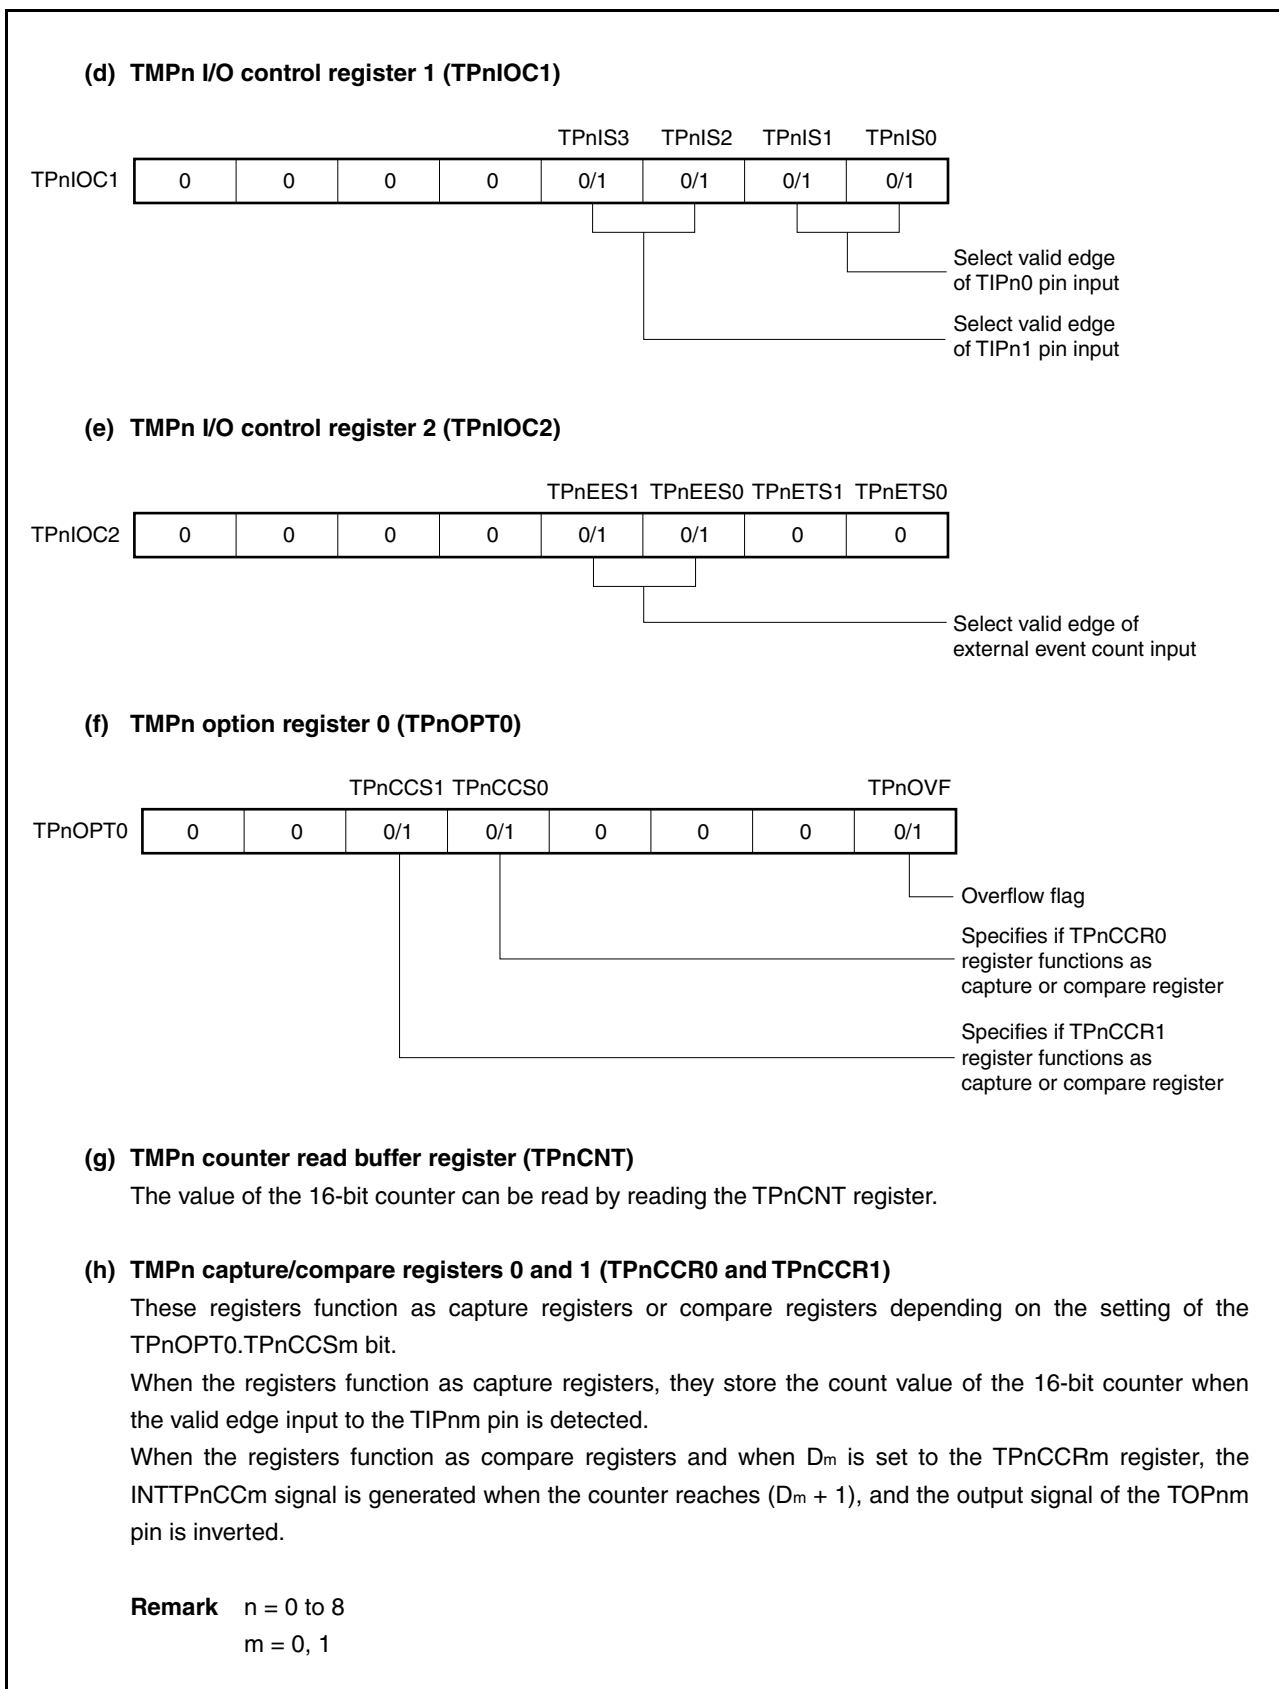 (d) TMPn I/O control register 1 (TPnIOC1)
TPnIS3 TPnIS2 TPnIS1 TPnIS0
TPnIOC1 0 0 0 0 0/1 0/1 0/1 0/1
Select valid edge
of TIPn0 pin input
Select valid edge
of TIPn1 pin input
(e) TMPn I/O control register 2 (TPnIOC2)
TPnEES1 TPnEES0 TPnETS1 TPnETS0
TPnIOC2 0 0 0 0 0/1 0/1 0 0
Select valid edge of
external event count input
(f) TMPn option register 0 (TPnOPT0)
TPnCCS1 TPnCCS0 TPnOVF
TPnOPT0 0 0 0/1 0/1 0 0 0 0/1
Overflow flag
Specifies if TPnCCR0
register functions as
capture or compare register
Specifies if TPnCCR1
register functions as
capture or compare register
(g) TMPn counter read buffer register (TPnCNT)
The value of the 16-bit counter can be read by reading the TPnCNT register.
(h) TMPn capture/compare registers 0 and 1 (TPnCCR0 and TPnCCR1)
These registers function as capture registers or compare registers depending on the setting of the
TPnOPT0.TPnCCSm bit.
When the registers function as capture registers, they store the count value of the 16-bit counter when
the valid edge input to the TIPnm pin is detected.
When the registers function as compare registers and when Dm is set to the TPnCCRm register, the
INTTPnCCm signal is generated when the counter reaches (Dm + 1), and the output signal of the TOPnm
pin is inverted.
Remark n = 0 to 8
m = 0, 1